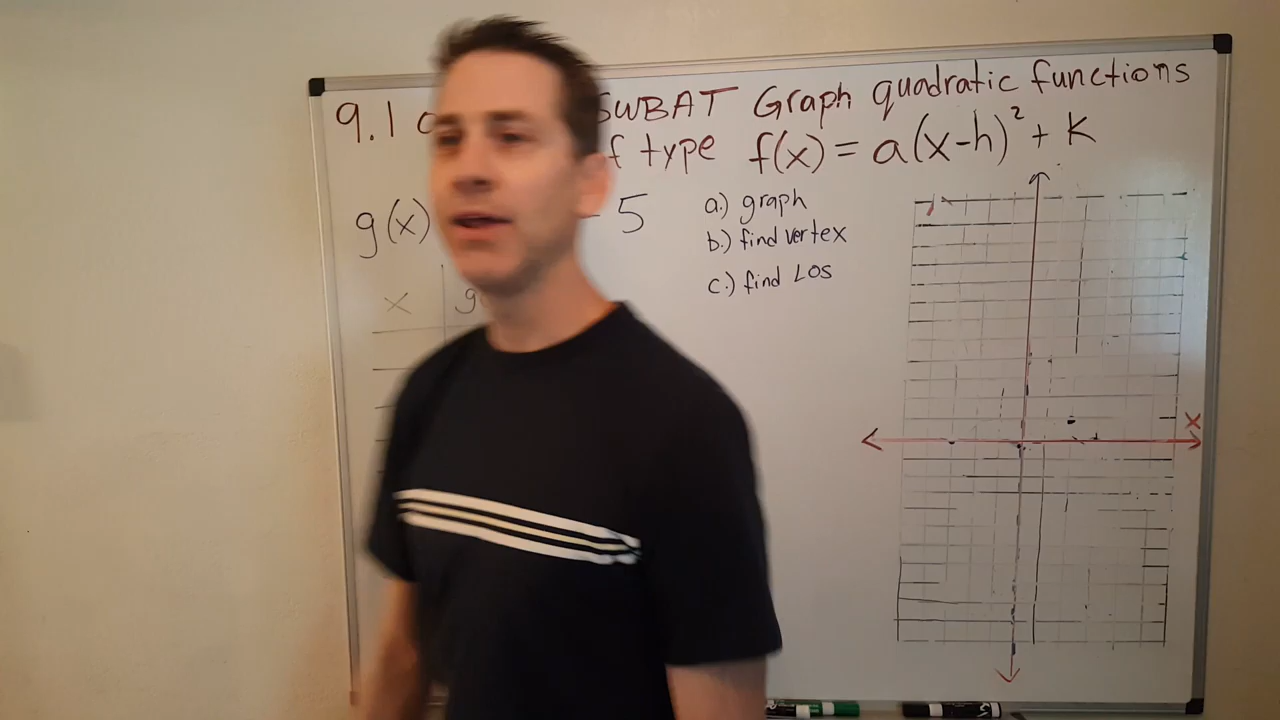 9.1 SWBAT Graph quadratic functions
type f(x) = a(x-h)² + K
g(x) - 5
a.) graph
b.) find vertex
c.) find LOS
x
x